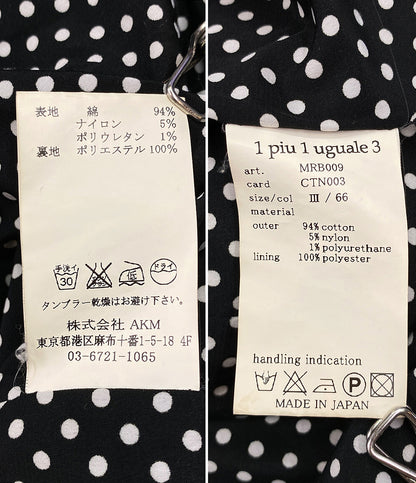 表地 綿 94%
ナイロン 5%
ポリウレタン 1%
裏地 ポリエステル 100%
手洗イ
30
低
ドライ
タンブラー乾燥はお避け下さい
株式会社 AKM
東京都港区麻布十番1-5-18 4F
03-6721-1065
1 piu 1 uguale 3
art. MRB009
card CTN003
size/col III / 66
material
outer 94% cotton
5% nylon
1% polyurethane
lining 100% polyester
handling indication
P
MADE IN JAPAN